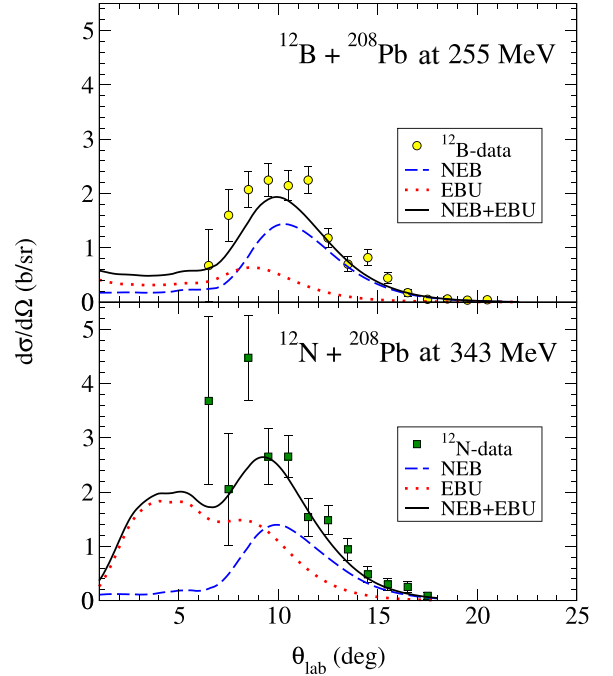 ¹²B + ²⁰⁸Pb at 255 MeV
¹²B-data
NEB
EBU
NEB+EBU
5
4
3
2
1
0
¹²N + ²⁰⁸Pb at 343 MeV
¹²N-data
NEB
EBU
NEB+EBU
5
4
3
2
1
0
5 10 15 20 25
θlab (deg)
dσ/dΩ (b/sr)